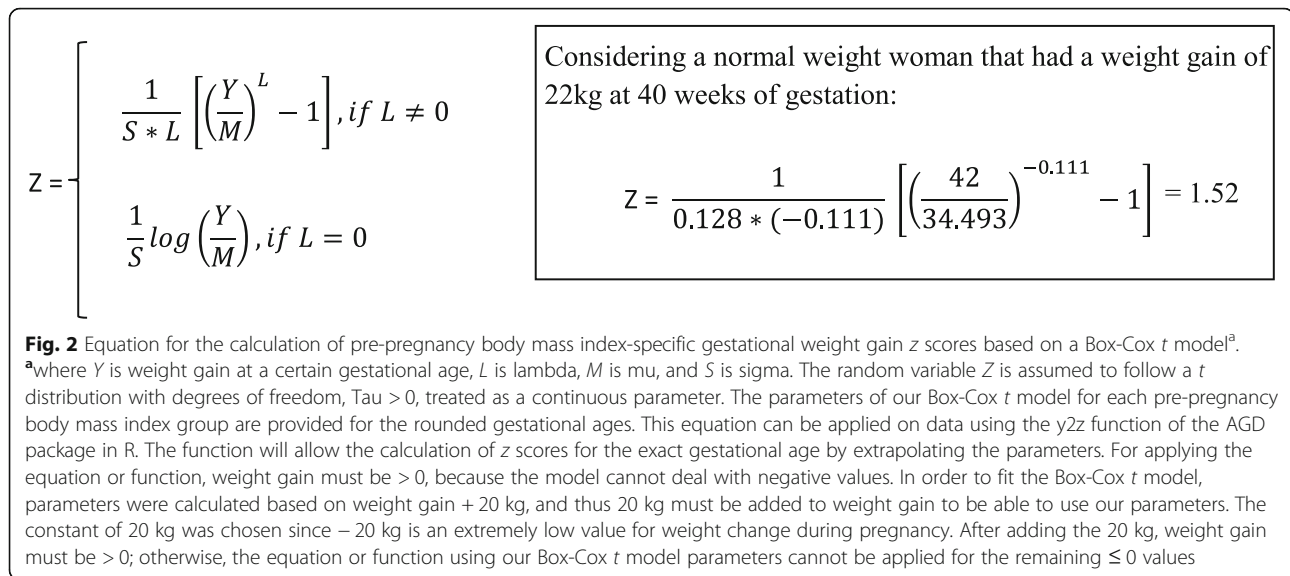 Z =
1 / (S * L) [(Y/M)^L − 1], if L ≠ 0
1/S log(Y/M), if L = 0
Considering a normal weight woman that had a weight gain of
22kg at 40 weeks of gestation:
Z = 1 / (0.128 * (−0.111)) [(42/34.493)^−0.111 − 1] = 1.52
Fig. 2 Equation for the calculation of pre-pregnancy body mass index-specific gestational weight gain z scores based on a Box-Cox t modelᵃ.
ᵃwhere Y is weight gain at a certain gestational age, L is lambda, M is mu, and S is sigma. The random variable Z is assumed to follow a t
distribution with degrees of freedom, Tau > 0, treated as a continuous parameter. The parameters of our Box-Cox t model for each pre-pregnancy
body mass index group are provided for the rounded gestational ages. This equation can be applied on data using the y2z function of the AGD
package in R. The function will allow the calculation of z scores for the exact gestational age by extrapolating the parameters. For applying the
equation or function, weight gain must be > 0, because the model cannot deal with negative values. In order to fit the Box-Cox t model,
parameters were calculated based on weight gain + 20 kg, and thus 20 kg must be added to weight gain to be able to use our parameters. The
constant of 20 kg was chosen since − 20 kg is an extremely low value for weight change during pregnancy. After adding the 20 kg, weight gain
must be > 0; otherwise, the equation or function using our Box-Cox t model parameters cannot be applied for the remaining ≤ 0 values